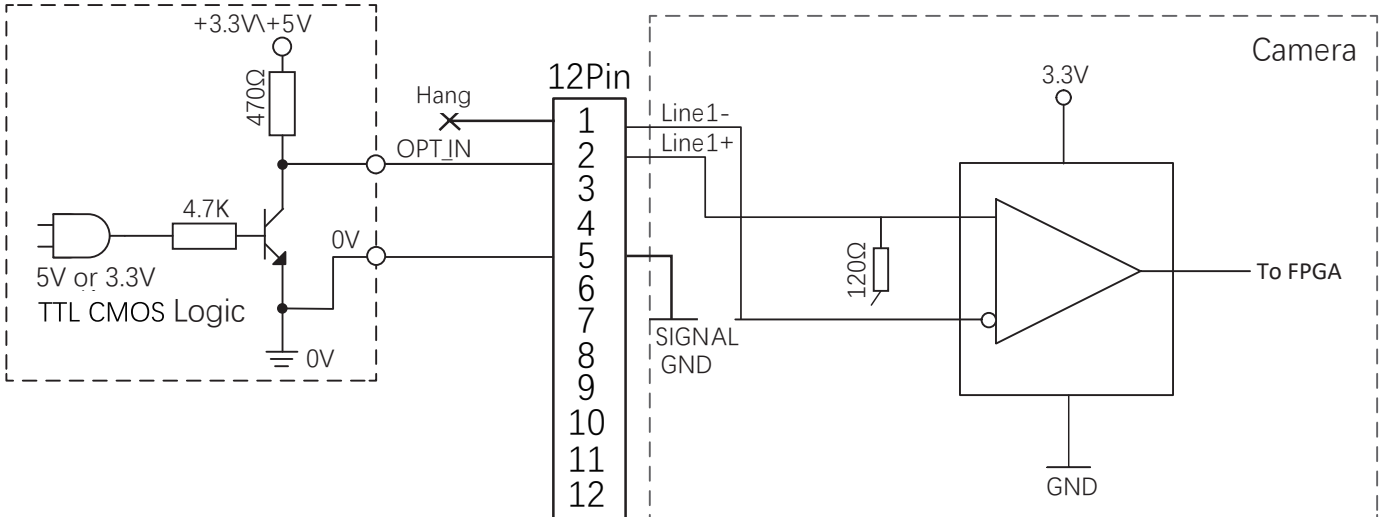 +3.3V\+5V
470Ω
4.7K
5V or 3.3V
TTL CMOS Logic
0V
0V
Hang
OPT_IN
12Pin
1
2
3
4
5
6
7
8
9
10
11
12
Camera
Line1-
Line1+
SIGNAL
GND
120Ω
3.3V
To FPGA
GND